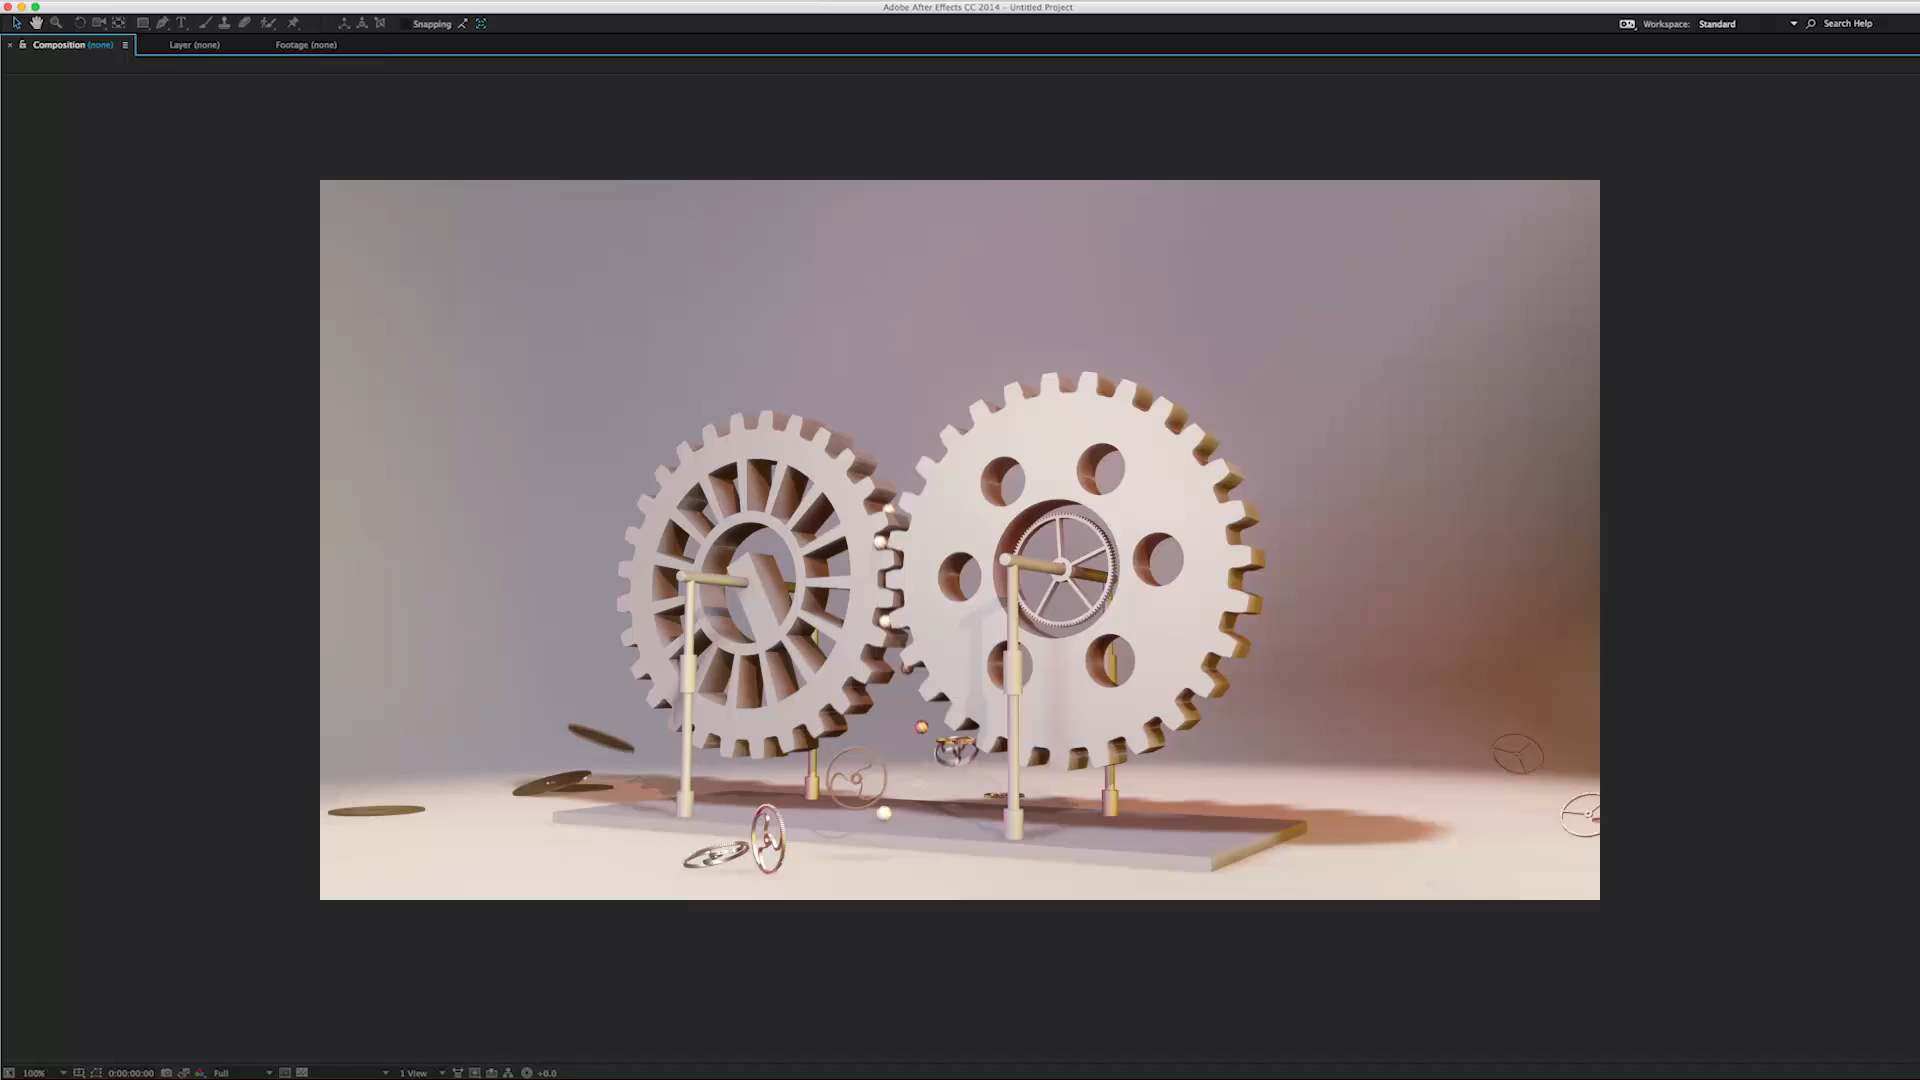 Adobe After Effects CC 2014 - Untitled Project
Snapping
Workspace: Standard
Search Help
Composition (none)
Layer (none)
Footage (none)
100%
0:00:00:00
Full
1 View
+0.0